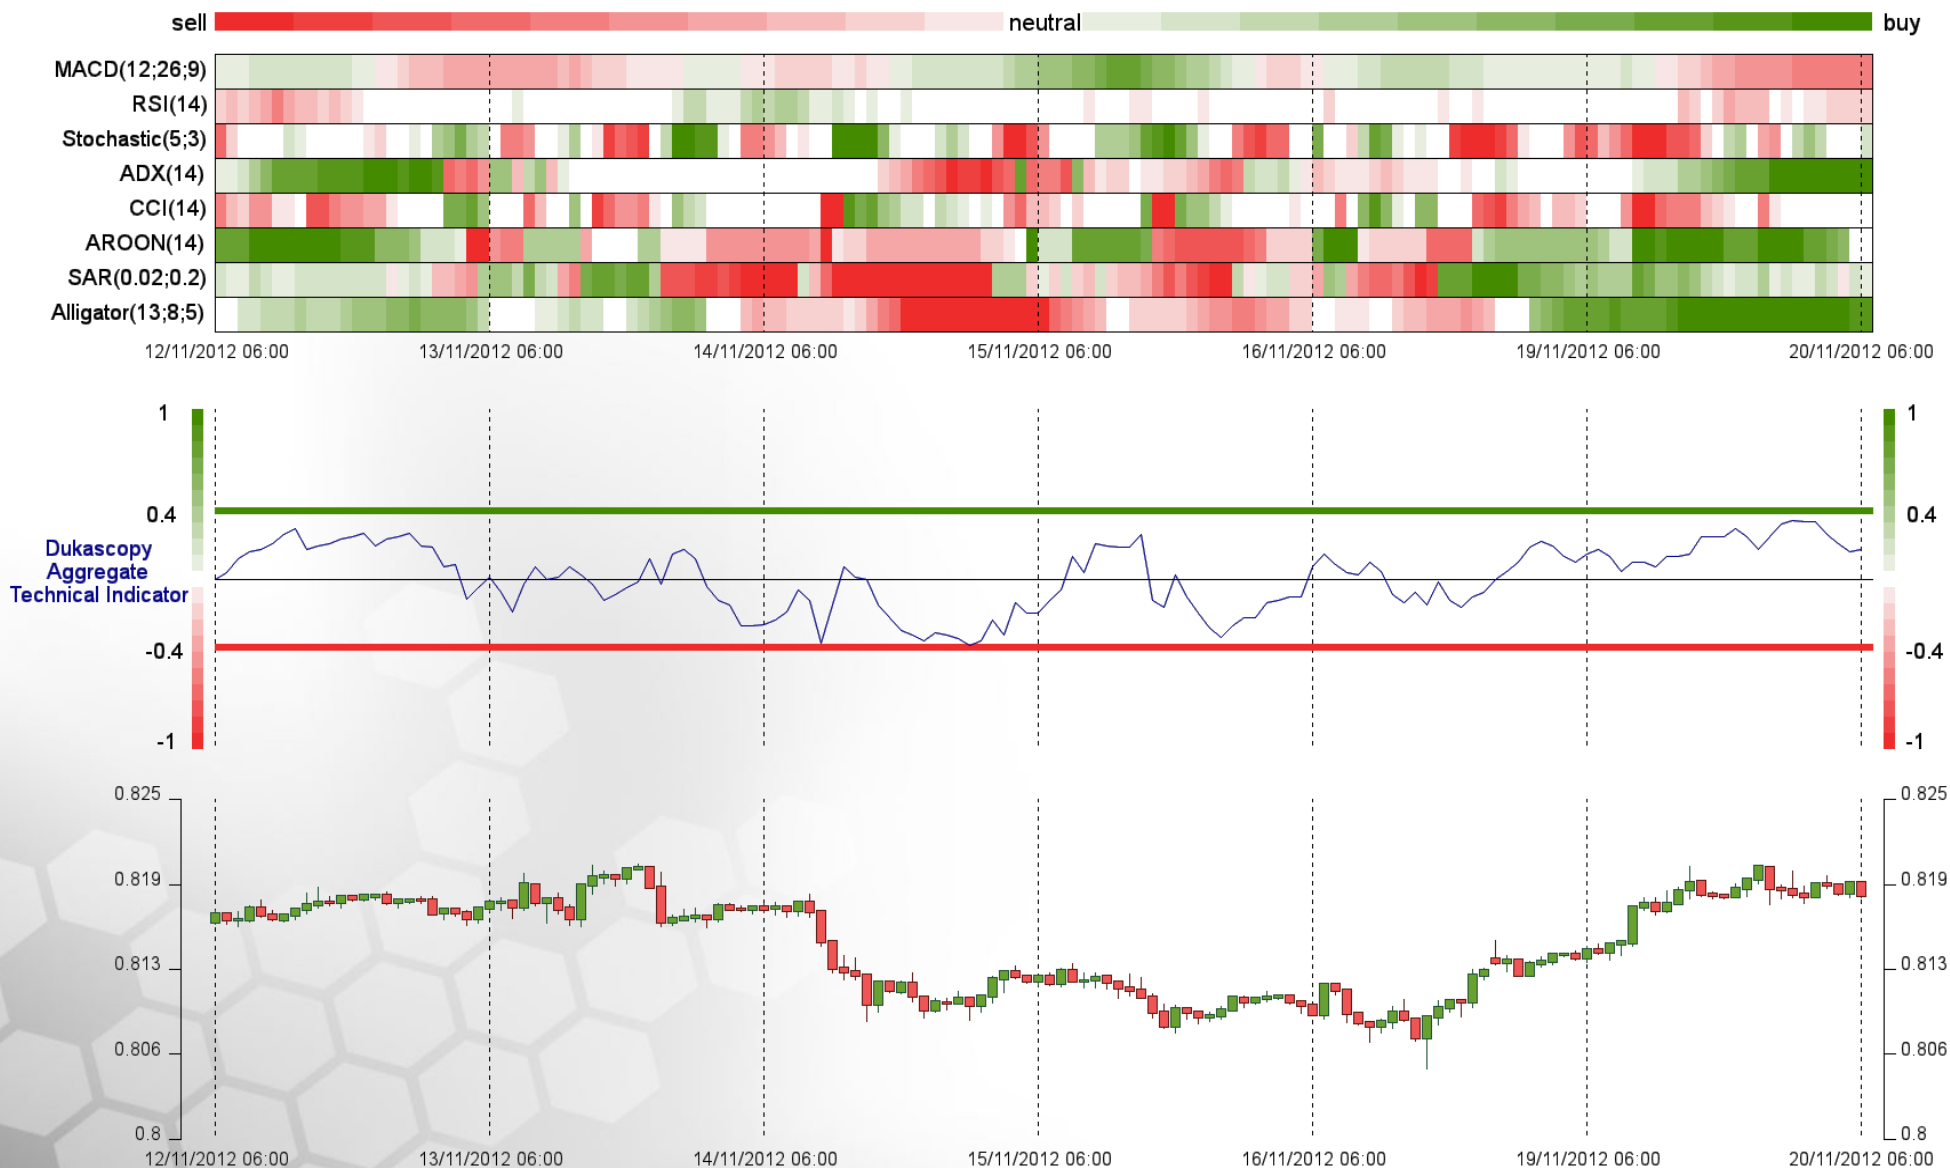 sell neutral buy
MACD(12;26;9)
RSI(14)
Stochastic(5;3)
ADX(14)
CCI(14)
AROON(14)
SAR(0.02;0.2)
Alligator(13;8;5)
12/11/2012 06:00 13/11/2012 06:00 14/11/2012 06:00 15/11/2012 06:00 16/11/2012 06:00 19/11/2012 06:00 20/11/2012 06:00
1 1
0.4 0.4
Dukascopy
Aggregate
Technical Indicator
-0.4 -0.4
-1 -1
0.825 0.825
0.819 0.819
0.813 0.813
0.806 0.806
0.8 0.8
12/11/2012 06:00 13/11/2012 06:00 14/11/2012 06:00 15/11/2012 06:00 16/11/2012 06:00 19/11/2012 06:00 20/11/2012 06:00